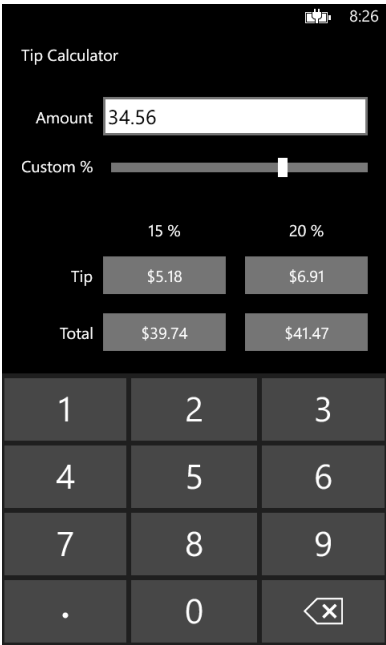 8:26
Tip Calculator
Amount 34.56
Custom %
15 % 20 %
Tip $5.18 $6.91
Total $39.74 $41.47
1 2 3
4 5 6
7 8 9
. 0